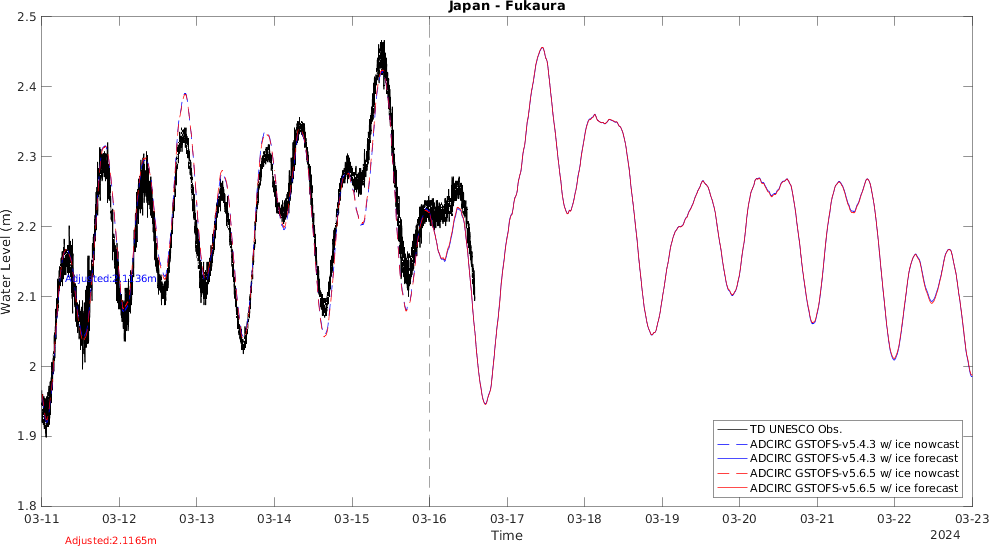 Japan - Fukaura
2.5
2.4
2.3
2.2
2.1
2
1.9
1.8
Water Level (m)
Adjusted:2.1736m
TD UNESCO Obs.
ADCIRC GSTOFS-v5.4.3 w/ ice nowcast
ADCIRC GSTOFS-v5.4.3 w/ ice forecast
ADCIRC GSTOFS-v5.6.5 w/ ice nowcast
ADCIRC GSTOFS-v5.6.5 w/ ice forecast
03-11 03-12 03-13 03-14 03-15 03-16 03-17 03-18 03-19 03-20 03-21 03-22 03-23
Time
2024
Adjusted:2.1165m